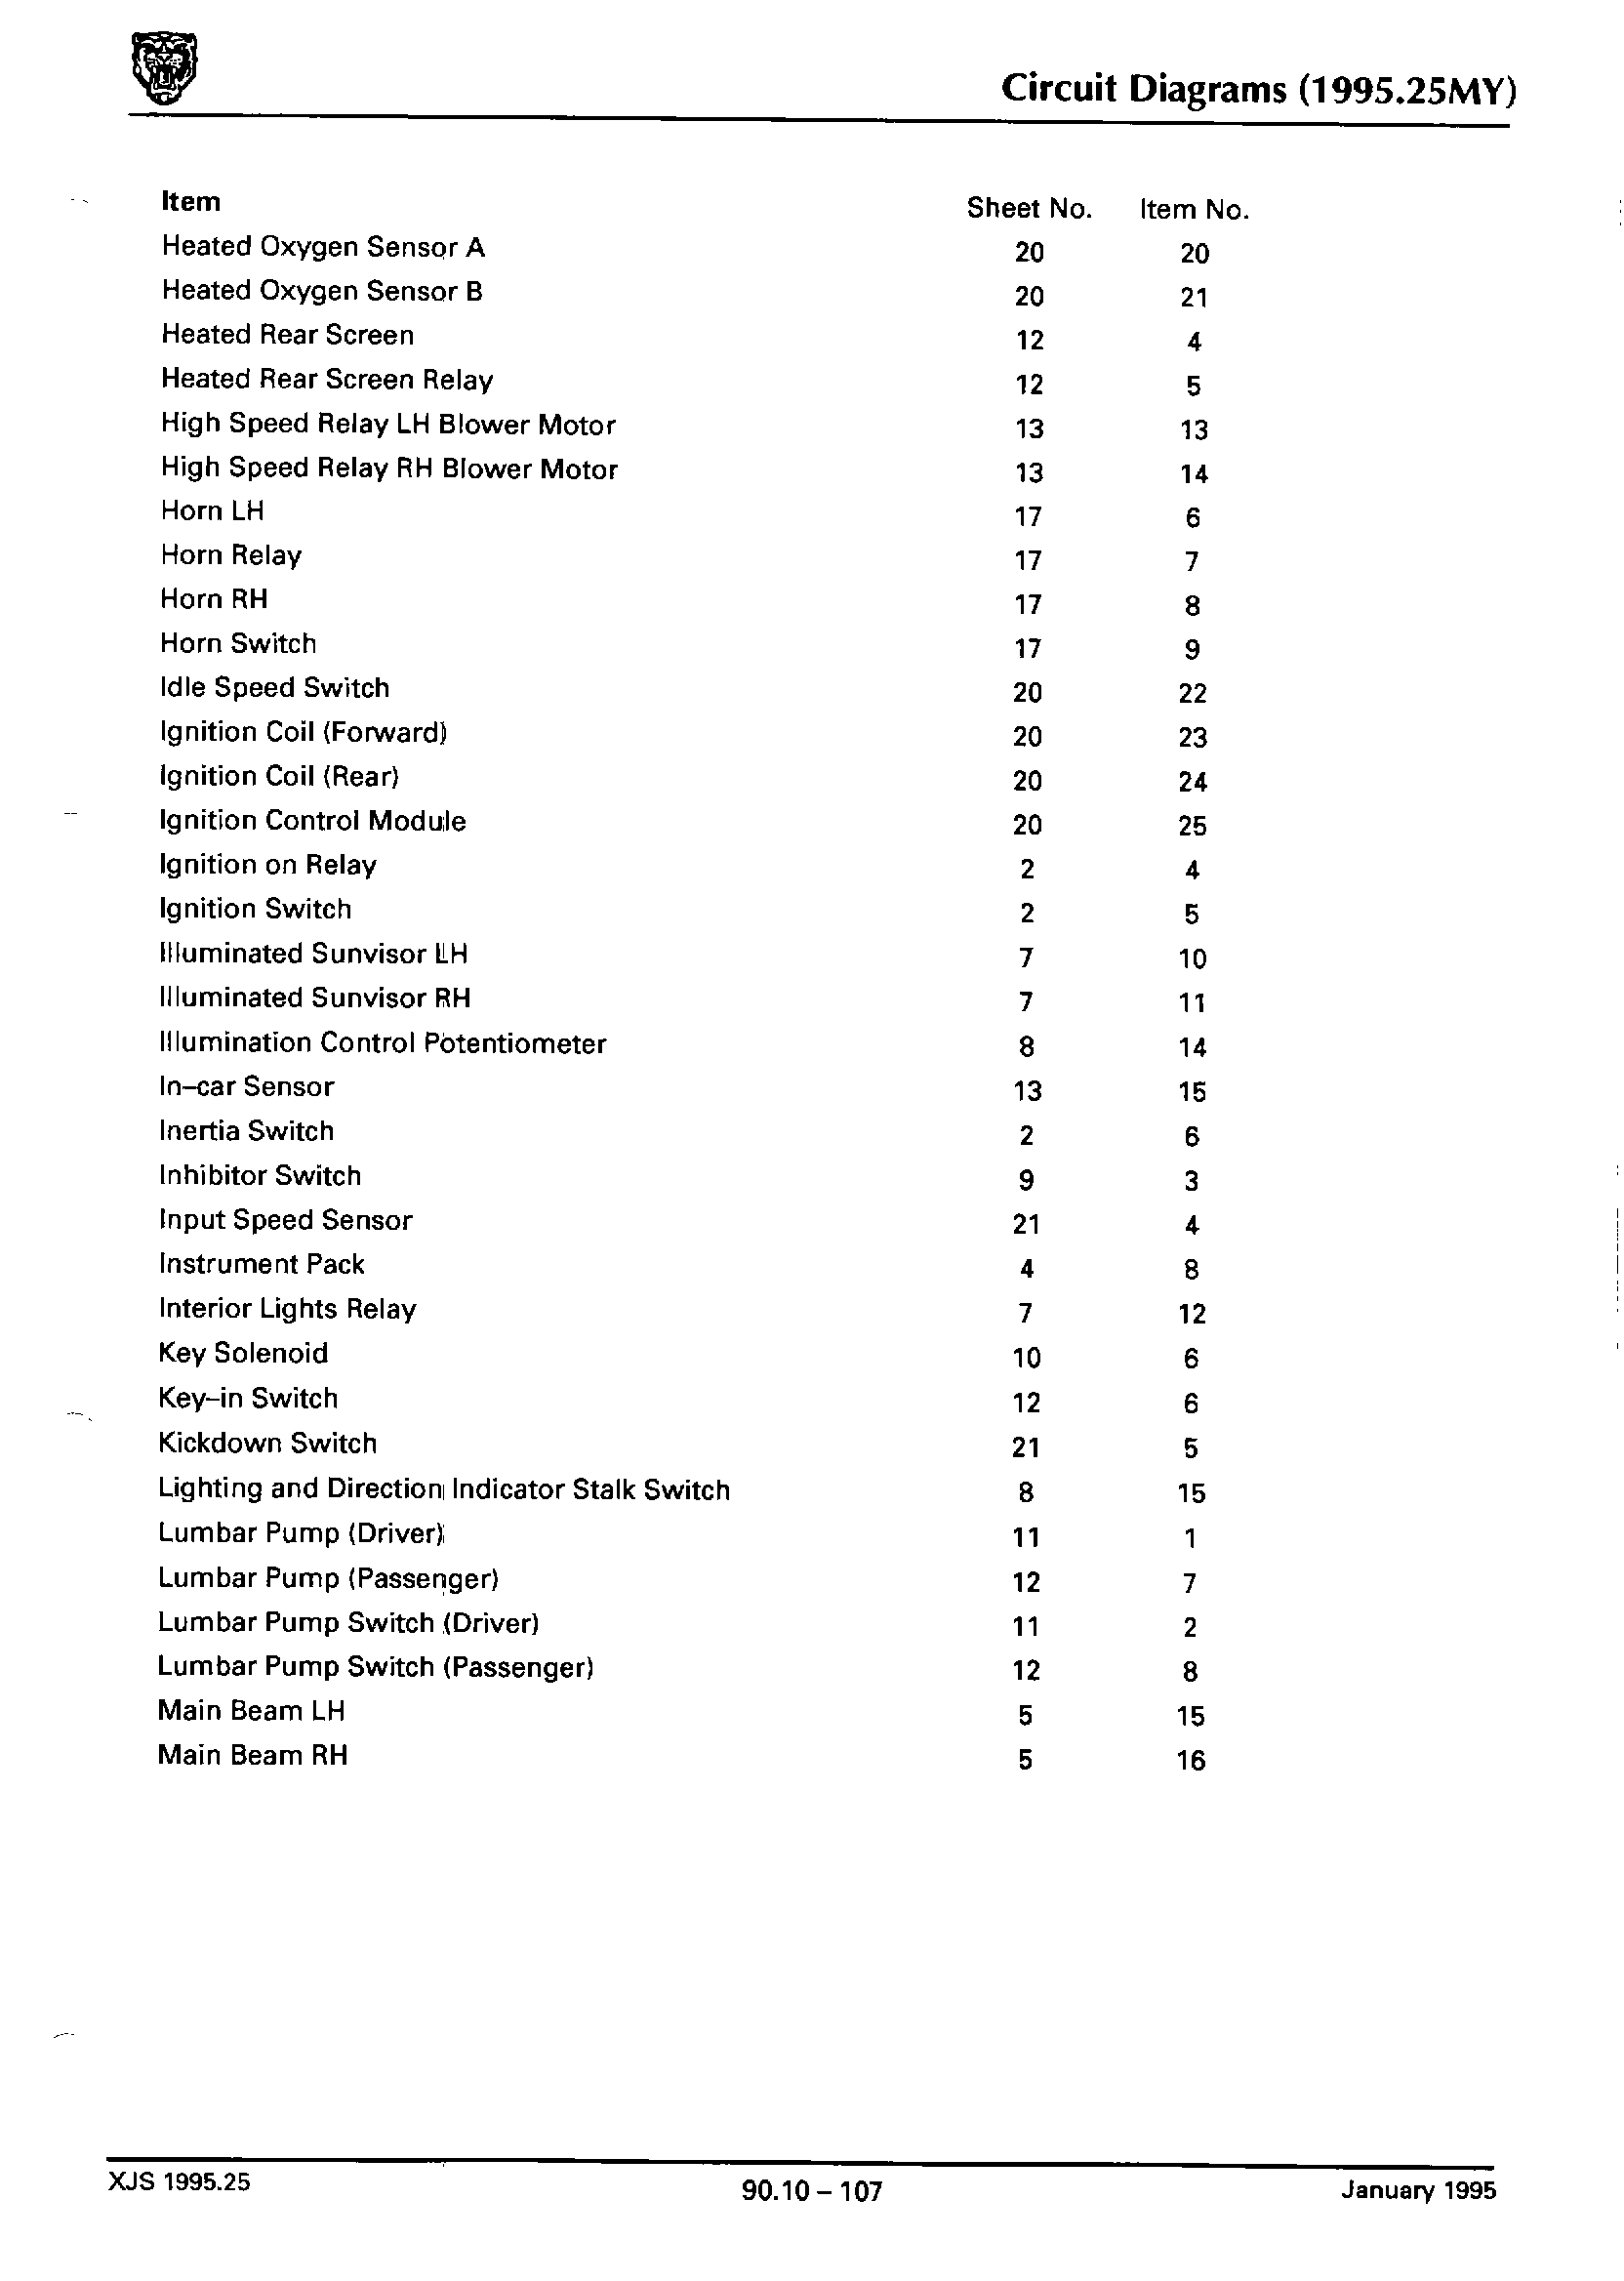 Circuit Diagrams (1995.25MY)
Item Sheet No. Item No.
Heated Oxygen Sensor A 20 20
Heated Oxygen Sensor B 20 21
Heated Rear Screen 12 4
Heated Rear Screen Relay 12 5
High Speed Relay LH Blower Motor 13 13
High Speed Relay RH Blower Motor 13 14
Horn LH 17 6
Horn Relay 17 7
Horn RH 17 8
Horn Switch 17 9
Idle Speed Switch 20 22
Ignition Coil (Forward) 20 23
Ignition Coil (Rear) 20 24
Ignition Control Module 20 25
Ignition on Relay 2 4
Ignition Switch 2 5
Illuminated Sunvisor LH 7 10
Illuminated Sunvisor RH 7 11
Illumination Control Potentiometer 8 14
In–car Sensor 13 15
Inertia Switch 2 6
Inhibitor Switch 9 3
Input Speed Sensor 21 4
Instrument Pack 4 8
Interior Lights Relay 7 12
Key Solenoid 10 6
Key–in Switch 12 6
Kickdown Switch 21 5
Lighting and Direction Indicator Stalk Switch 8 15
Lumbar Pump (Driver) 11 1
Lumbar Pump (Passenger) 12 7
Lumbar Pump Switch (Driver) 11 2
Lumbar Pump Switch (Passenger) 12 8
Main Beam LH 5 15
Main Beam RH 5 16
XJS 1995.25 90.10 – 107 January 1995